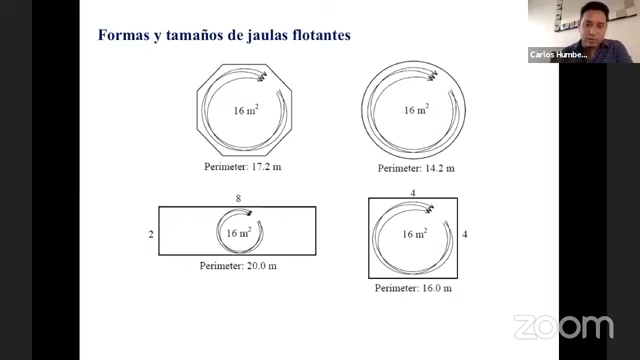 Formas y tamaños de jaulas flotantes
Carlos Humbe...
16 m²
Perimeter: 17.2 m
16 m²
Perimeter: 14.2 m
8
2
16 m²
Perimeter: 20.0 m
4
16 m²
4
Perimeter: 16.0 m
zoom